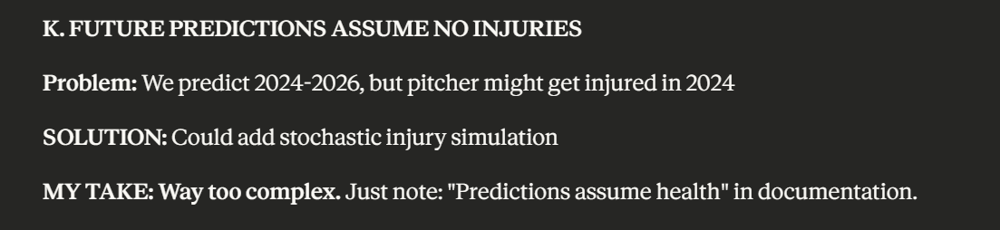 K. FUTURE PREDICTIONS ASSUME NO INJURIES
Problem: We predict 2024-2026, but pitcher might get injured in 2024
SOLUTION: Could add stochastic injury simulation
MY TAKE: Way too complex. Just note: "Predictions assume health" in documentation.